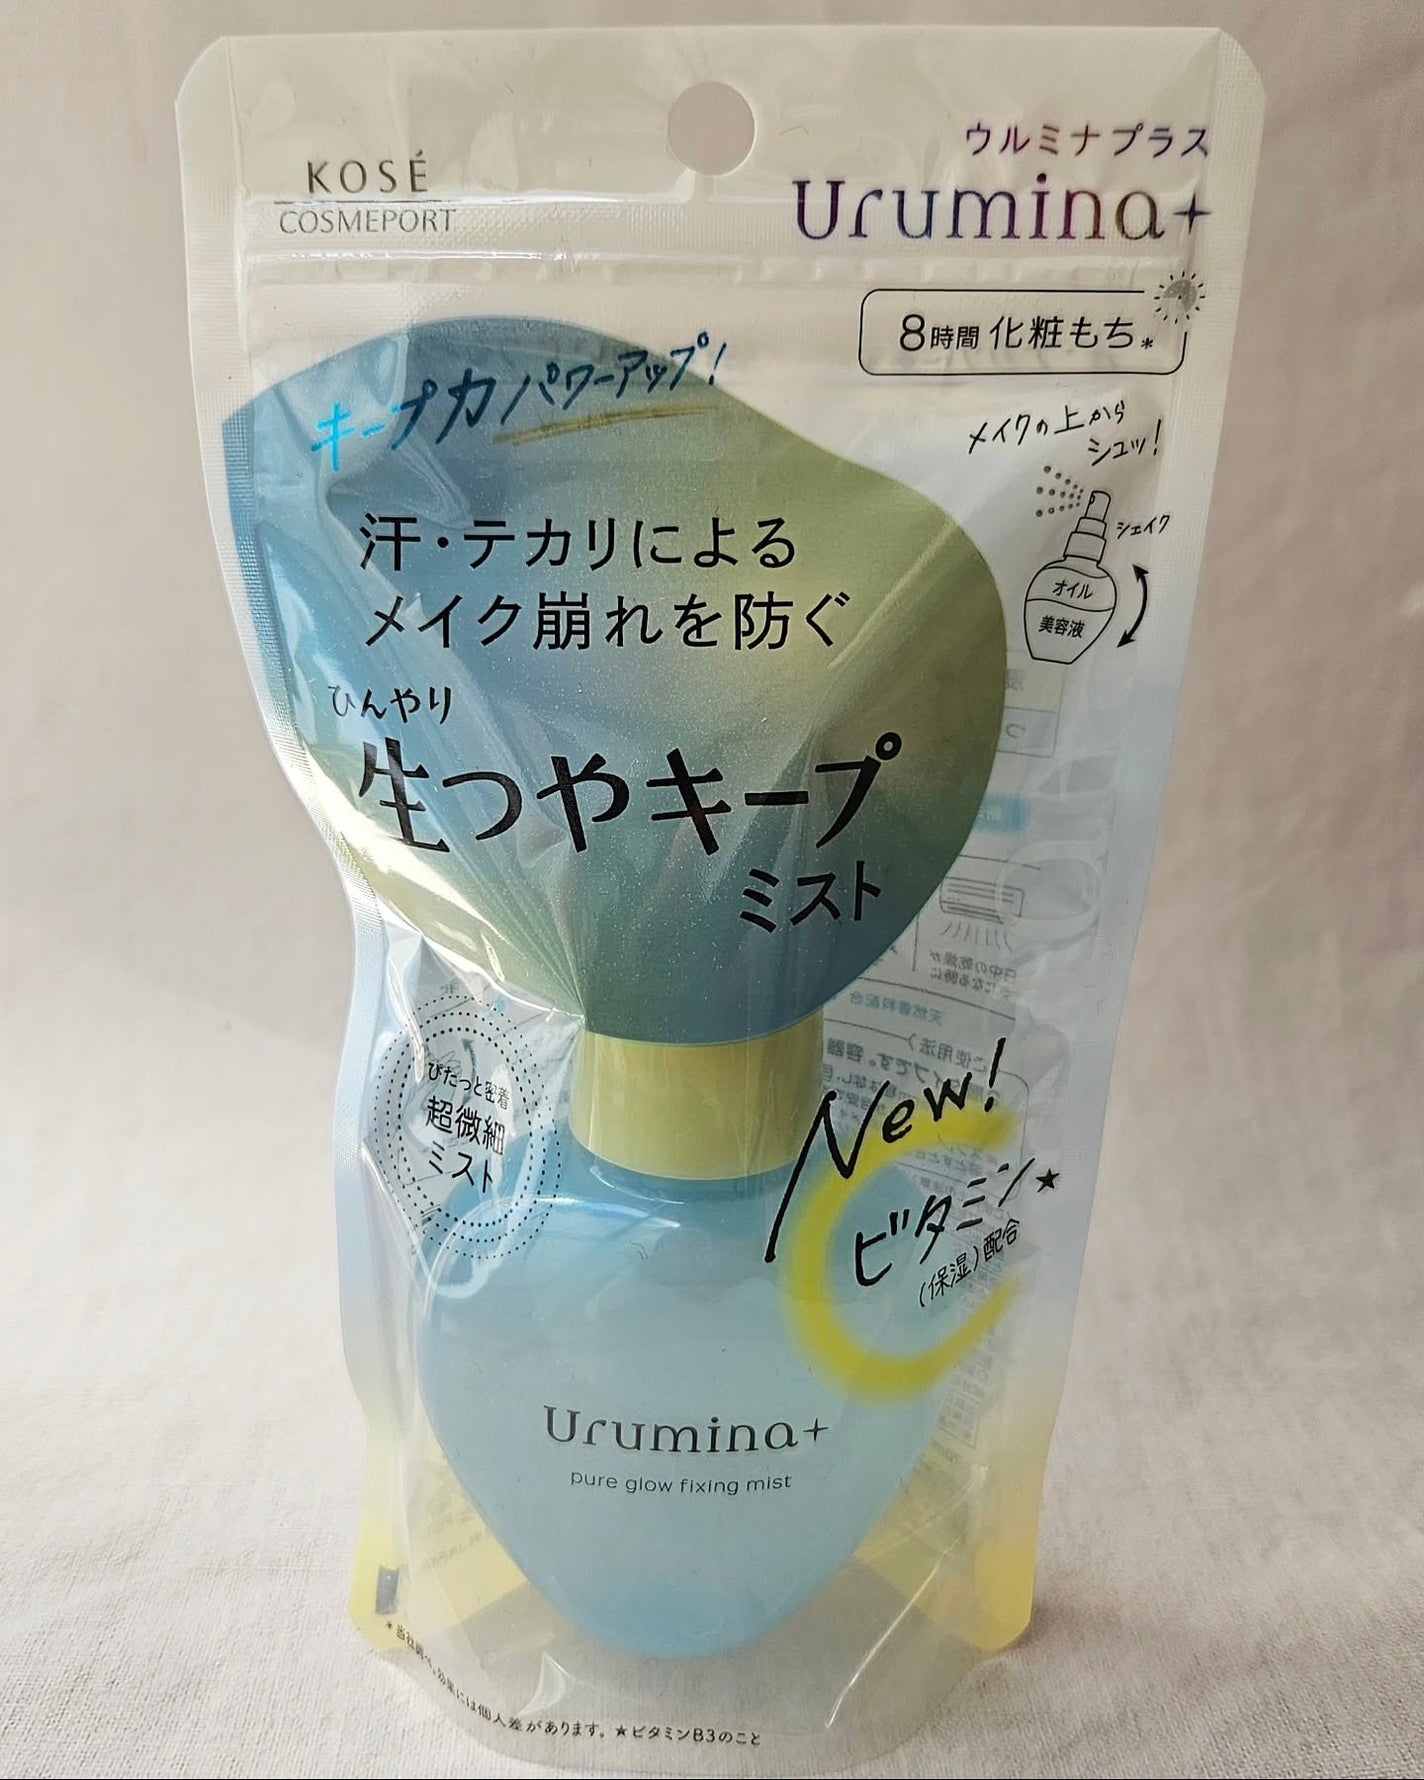 KOSÉ
COSMEPORT
ウルミナプラス
Urumina+
8時間 化粧もち*
キープ力パワーアップ!
メイクの上から
シュッ!
シェイク
オイル
美容液
汗・テカリによる
メイク崩れを防ぐ
ひんやり
生つやキープ
ミスト
ぴたっと密着
超微細
ミスト
New!
ビタミン★
(保湿)配合
Urumina+
pure glow fixing mist
*当社調べ、効果には個人差があります。★ビタミンB3のこと